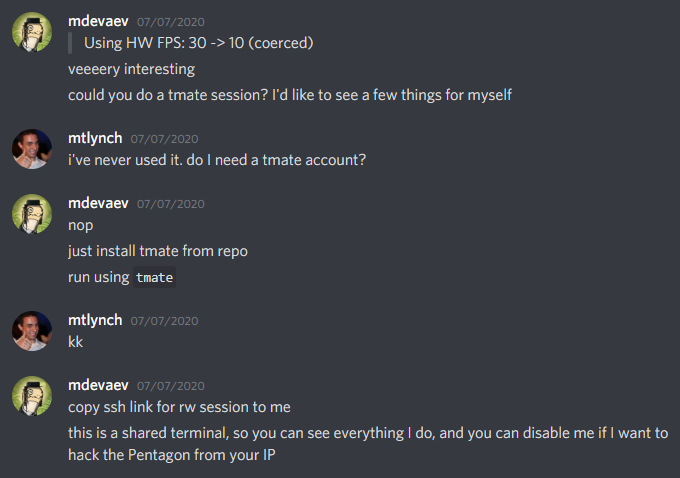 mdevaev 07/07/2020
Using HW FPS: 30 -> 10 (coerced)
veeeery interesting
could you do a tmate session? I'd like to see a few things for myself
mtlynch 07/07/2020
i've never used it. do I need a tmate account?
mdevaev 07/07/2020
nop
just install tmate from repo
run using tmate
mtlynch 07/07/2020
kk
mdevaev 07/07/2020
copy ssh link for rw session to me
this is a shared terminal, so you can see everything I do, and you can disable me if I want to
hack the Pentagon from your IP